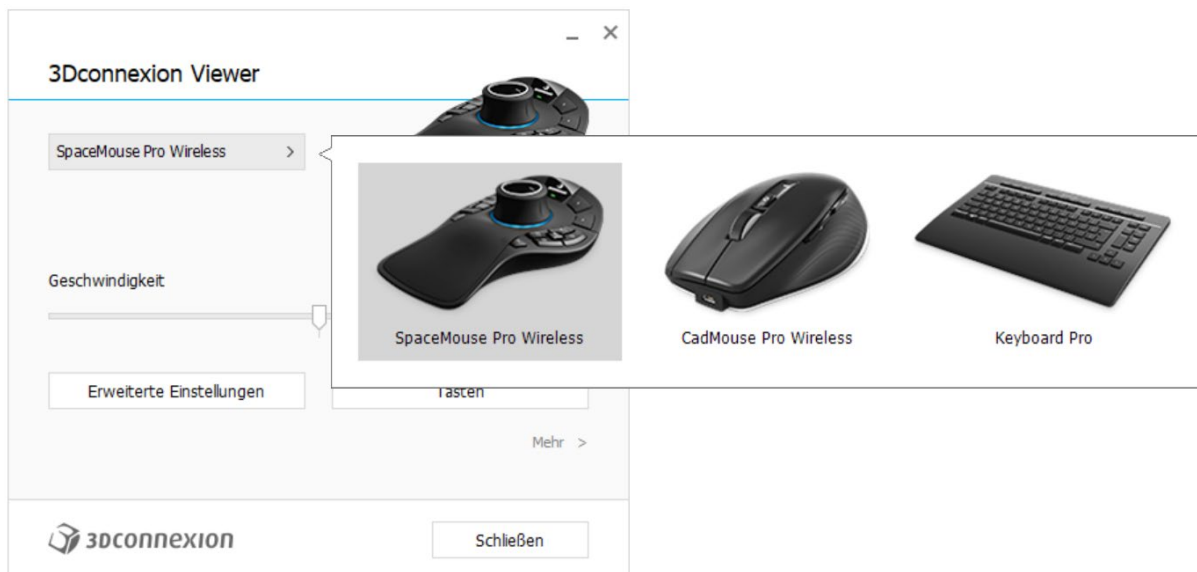 3Dconnexion Viewer
SpaceMouse Pro Wireless >
Geschwindigkeit
SpaceMouse Pro Wireless
CadMouse Pro Wireless
Keyboard Pro
Erweiterte Einstellungen
Tasten
Mehr >
3Dconnexion
Schließen